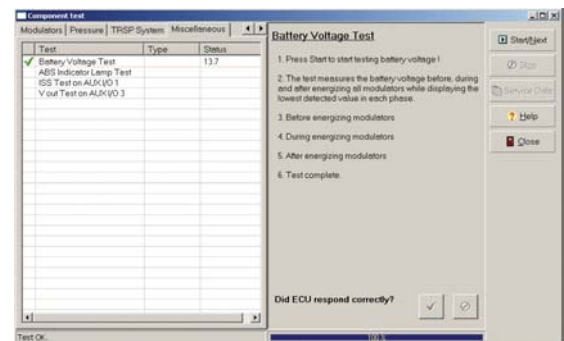 Component test
Modulators Pressure TRSP System Miscellaneous
Test Type Status
Battery Voltage Test 13.7
ABS Indicator Lamp Test
ISS Test on AUX I/O 1
V out Test on AUX I/O 3
Battery Voltage Test
1. Press Start to start testing battery voltage !
2. The test measures the battery voltage before, during
and after energizing all modulators while displaying the
lowest detected value in each phase.
3. Before energizing modulators
4. During energizing modulators
5. After energizing modulators
6. Test complete.
Did ECU respond correctly?
Start/Next
Stop
Service Data
Help
Close
Test OK.
100 %